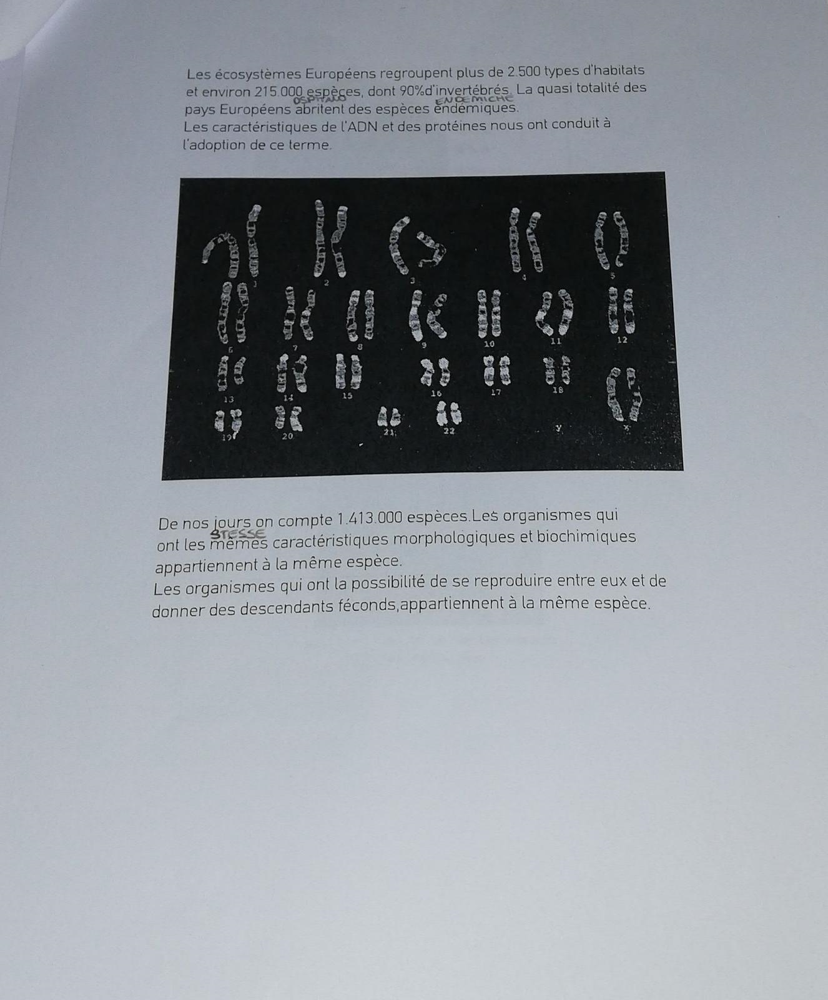 Les écosystèmes Européens regroupent plus de 2.500 types d'habitats
et environ 215.000 espèces, dont 90%d'invertébrés. La quasi totalité des
OSPITANO ENDEMICHE
pays Européens abritent des espèces endémiques.
Les caractéristiques de l'ADN et des protéines nous ont conduit à
l'adoption de ce terme.
1 2 3 4 5
6 7 8 9 10 11 12
13 14 15 16 17 18
19 20 21 22 y x
De nos jours on compte 1.413.000 espèces.Les organismes qui
STESSE
ont les mêmes caractéristiques morphologiques et biochimiques
appartiennent à la même espèce.
Les organismes qui ont la possibilité de se reproduire entre eux et de
donner des descendants féconds,appartiennent à la même espèce.